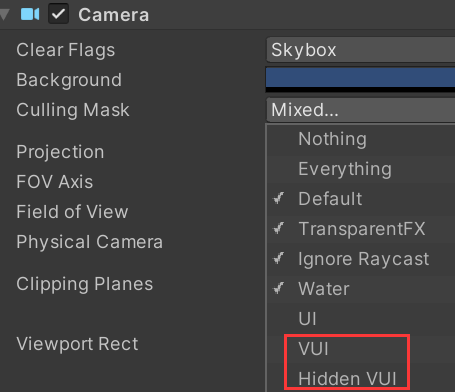 Camera
Clear Flags Skybox
Background
Culling Mask Mixed...
Nothing
Projection
Everything
FOV Axis
Default
Field of View
TransparentFX
Physical Camera
Ignore Raycast
Clipping Planes
Water
UI
Viewport Rect
VUI
Hidden VUI